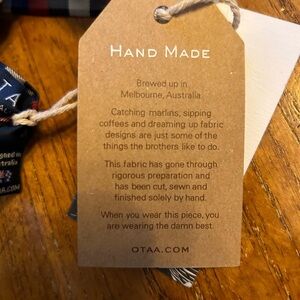 HAND MADE
Brewed up in
Melbourne, Australia.
Catching marlins, sipping
coffees and dreaming up fabric
designs are just some of the
things the brothers like to do.
This fabric has gone through
rigorous preparation and
has been cut, sewn and
finished solely by hand.
When you wear this piece, you
are wearing the damn best.
OTAA.COM